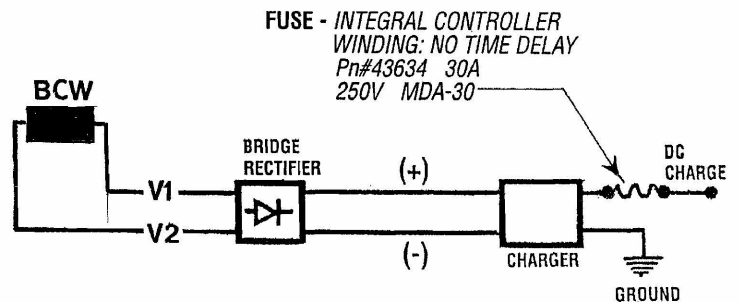 FUSE - INTEGRAL CONTROLLER
WINDING: NO TIME DELAY
Pn#43634 30A
250V MDA-30
BCW
BRIDGE
RECTIFIER
V1
V2
(+)
(-)
CHARGER
DC
CHARGE
GROUND